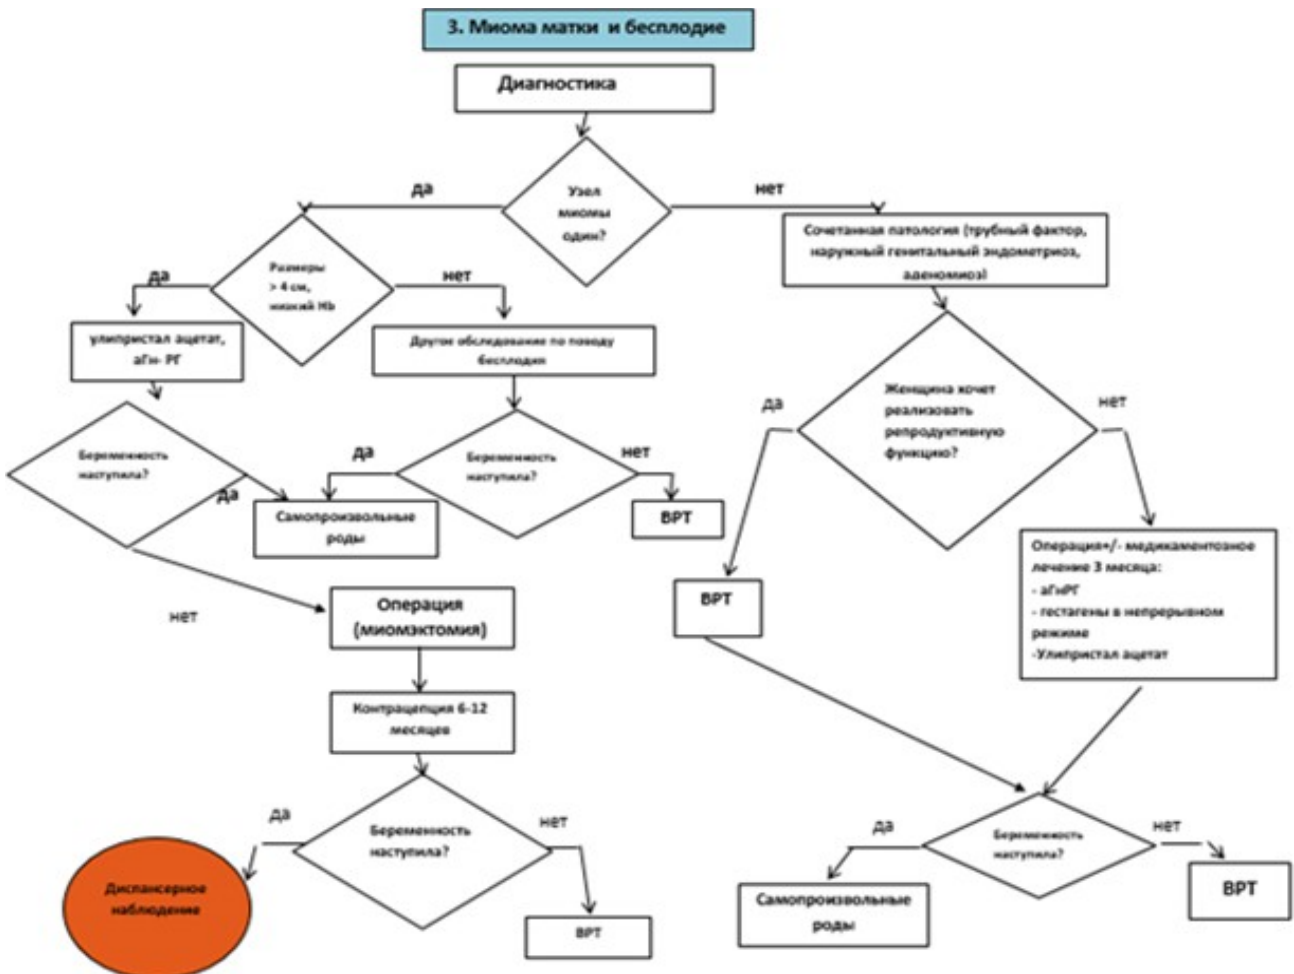 3. Миома матки и бесплодие
Диагностика
Узел
миомы
один?
да
нет
Размеры
> 4 см,
низкий Hb
да
нет
Сочетанная патология (трубный фактор,
наружный генитальный эндометриоз,
аденомиоз)
улипристал ацетат,
аГн- РГ
Другое обследование по поводу
бесплодия
Женщина хочет
реализовать
репродуктивную
функцию?
да
нет
Беременность
наступила?
да
Беременность
наступила?
да
нет
Самопроизвольные
роды
ВРТ
нет
Операция
(миомэктомия)
ВРТ
Операция+/- медикаментозное
лечение 3 месяца:
- аГнРГ
- гестагены в непрерывном
режиме
-Улипристал ацетат
Контрацепция 6-12
месяцев
Беременность
наступила?
да
нет
Диспансерное
наблюдение
ВРТ
Беременность
наступила?
да
нет
Самопроизвольные
роды
ВРТ